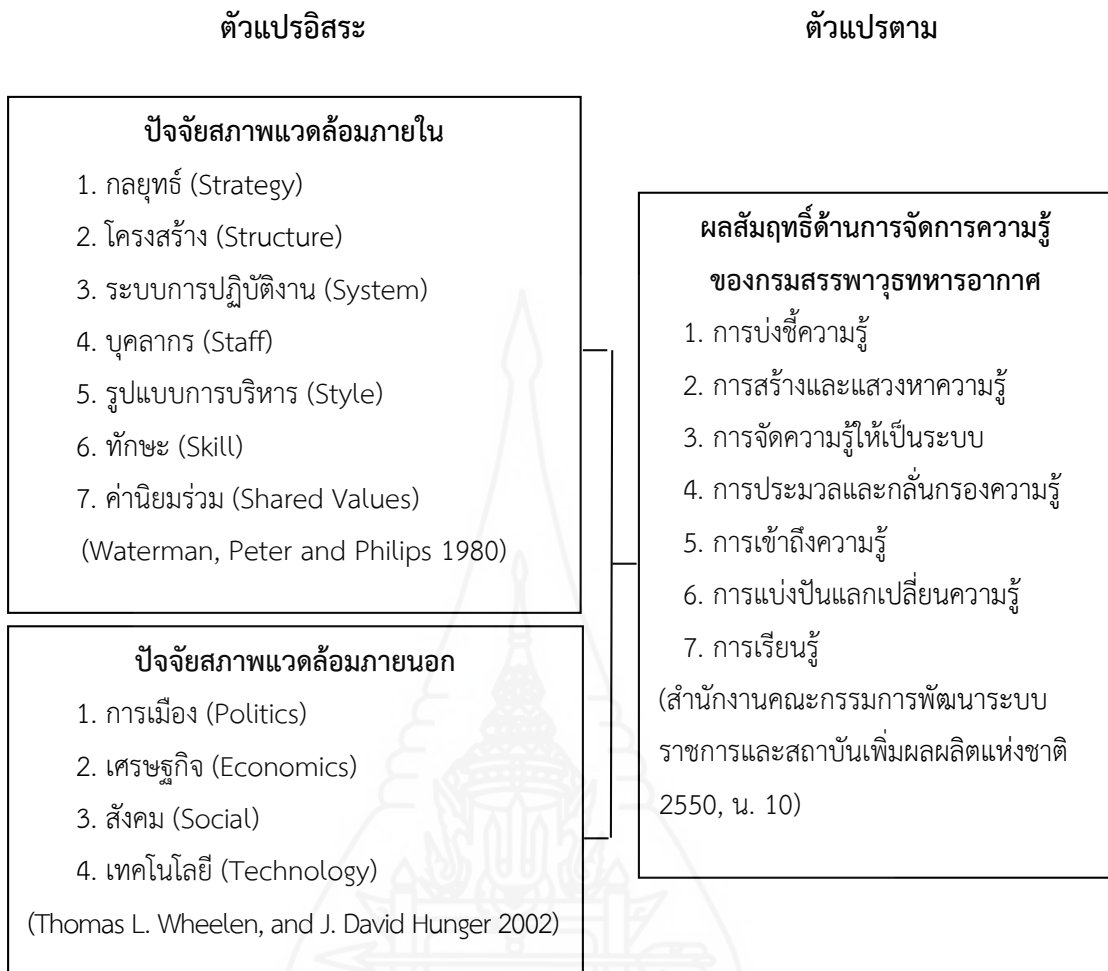 ตัวแปรอิสระ
ตัวแปรตาม
ปัจจัยสภาพแวดล้อมภายใน
1. กลยุทธ์ (Strategy)
2. โครงสร้าง (Structure)
3. ระบบการปฏิบัติงาน (System)
4. บุคลากร (Staff)
5. รูปแบบการบริหาร (Style)
6. ทักษะ (Skill)
7. ค่านิยมร่วม (Shared Values)
(Waterman, Peter and Philips 1980)
ปัจจัยสภาพแวดล้อมภายนอก
1. การเมือง (Politics)
2. เศรษฐกิจ (Economics)
3. สังคม (Social)
4. เทคโนโลยี (Technology)
(Thomas L. Wheelen, and J. David Hunger 2002)
ผลสัมฤทธิ์ด้านการจัดการความรู้
ของกรมสรรพาวุธทหารอากาศ
1. การบ่งชี้ความรู้
2. การสร้างและแสวงหาความรู้
3. การจัดความรู้ให้เป็นระบบ
4. การประมวลและกลั่นกรองความรู้
5. การเข้าถึงความรู้
6. การแบ่งปันแลกเปลี่ยนความรู้
7. การเรียนรู้
(สำนักงานคณะกรรมการพัฒนาระบบ
ราชการและสถาบันเพิ่มผลผลิตแห่งชาติ
2550, น. 10)